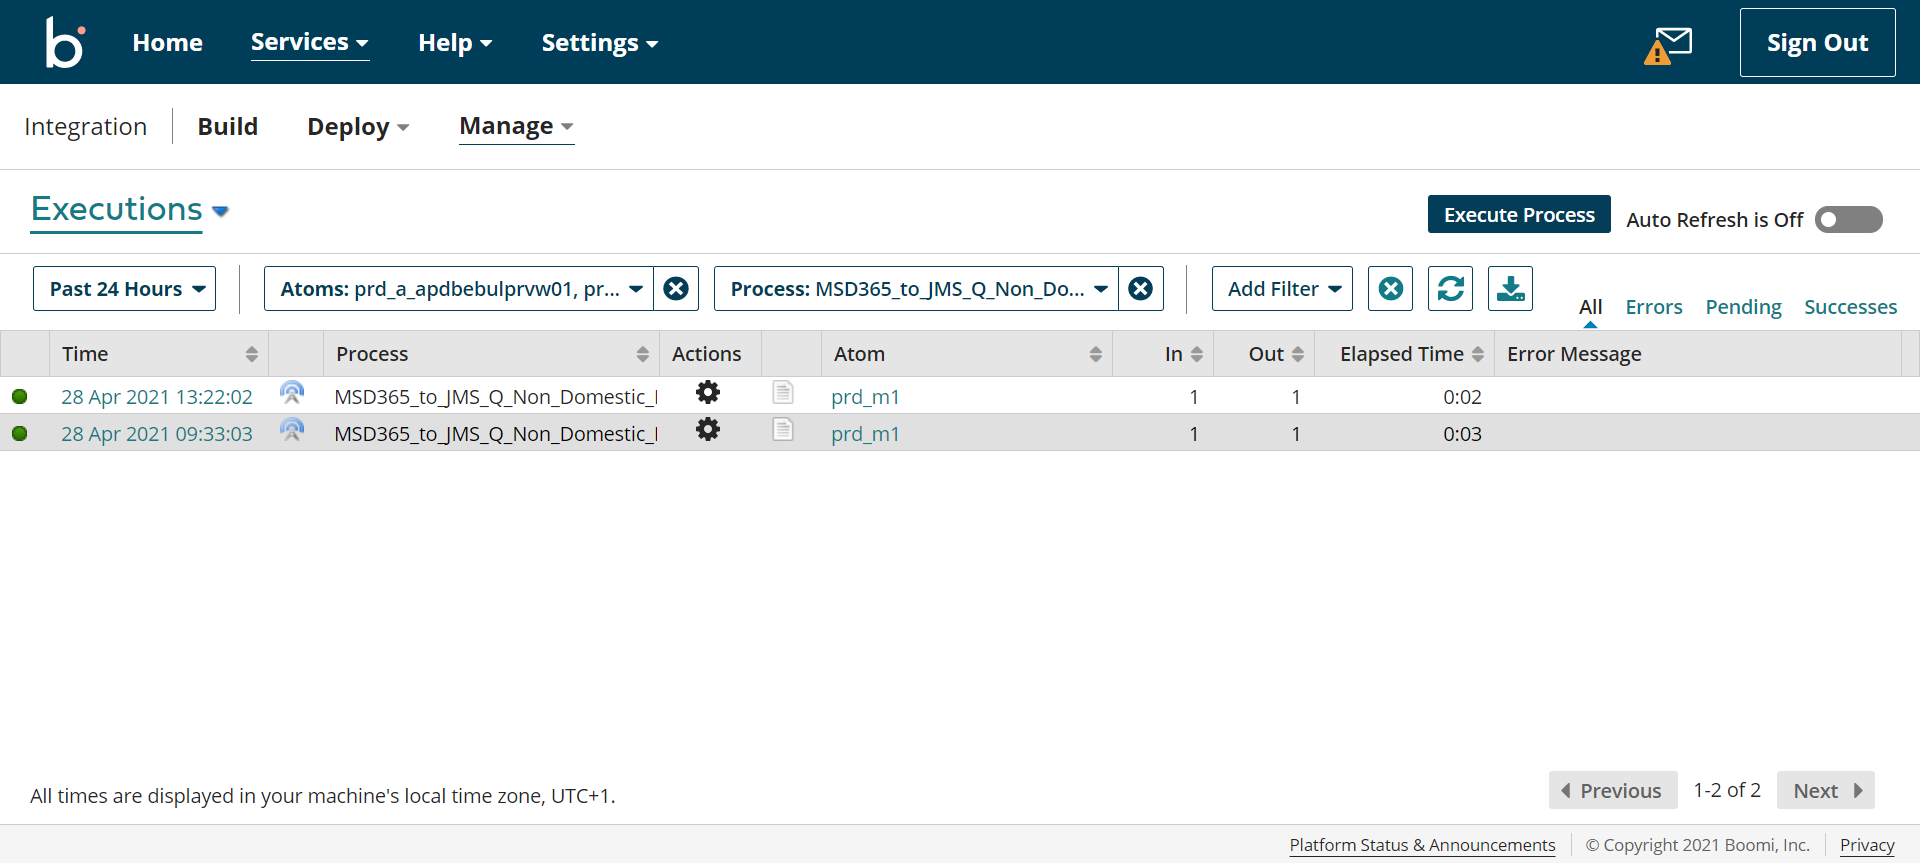 b Home Services Help Settings Sign Out
Integration Build Deploy Manage
Executions Execute Process Auto Refresh is Off
Past 24 Hours Atoms: prd_a_apdbebulprvw01, pr... Process: MSD365_to_JMS_Q_Non_Do... Add Filter All Errors Pending Successes
Time Process Actions Atom In Out Elapsed Time Error Message
28 Apr 2021 13:22:02 MSD365_to_JMS_Q_Non_Domestic_ prd_m1 1 1 0:02
28 Apr 2021 09:33:03 MSD365_to_JMS_Q_Non_Domestic_ prd_m1 1 1 0:03
All times are displayed in your machine's local time zone, UTC+1. Previous 1-2 of 2 Next
Platform Status & Announcements © Copyright 2021 Boomi, Inc. Privacy